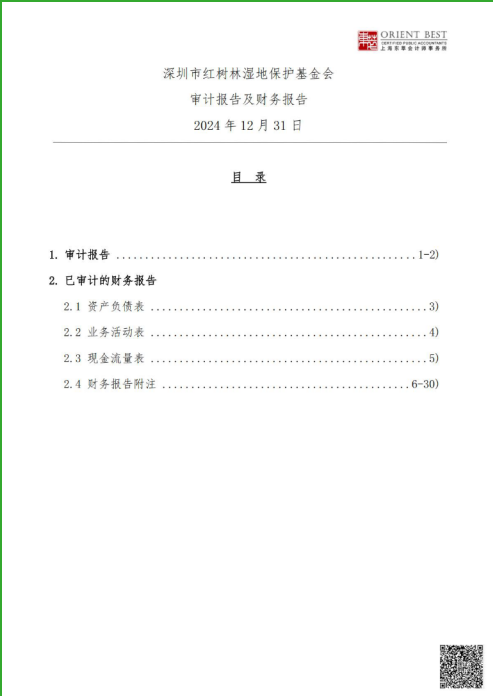 ORIENT BEST
CERTIFIED PUBLIC ACCOUNTANTS
上海东草会计师事务所
深圳市红树林湿地保护基金会
审计报告及财务报告
2024 年 12 月 31 日
目 录
1. 审计报告 ....................................................1-2)
2. 已审计的财务报告
2.1 资产负债表 ................................................3)
2.2 业务活动表 ................................................4)
2.3 现金流量表 ................................................5)
2.4 财务报告附注 ...........................................6-30)